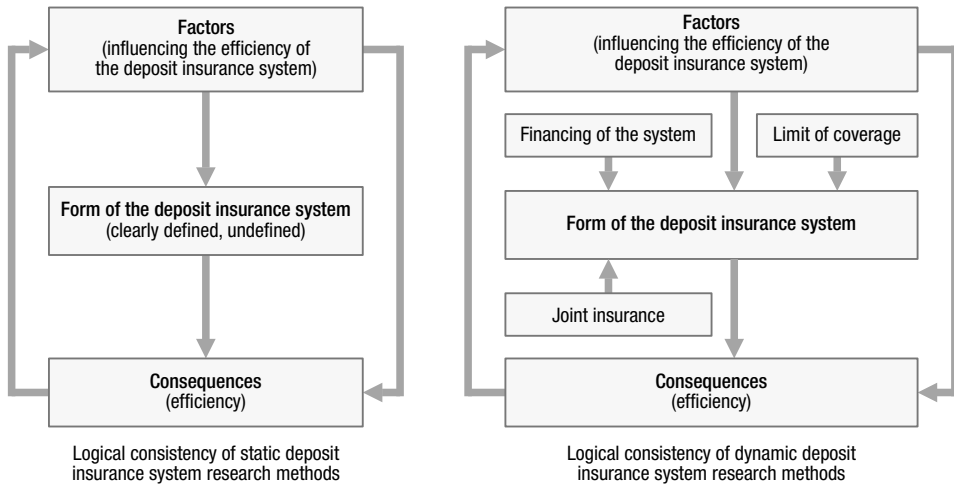 Factors
(influencing the efficiency of
the deposit insurance system)
Form of the deposit insurance system
(clearly defined, undefined)
Consequences
(efficiency)
Logical consistency of static deposit
insurance system research methods
Factors
(influencing the efficiency of the
deposit insurance system)
Financing of the system
Limit of coverage
Form of the deposit insurance system
Joint insurance
Consequences
(efficiency)
Logical consistency of dynamic deposit
insurance system research methods